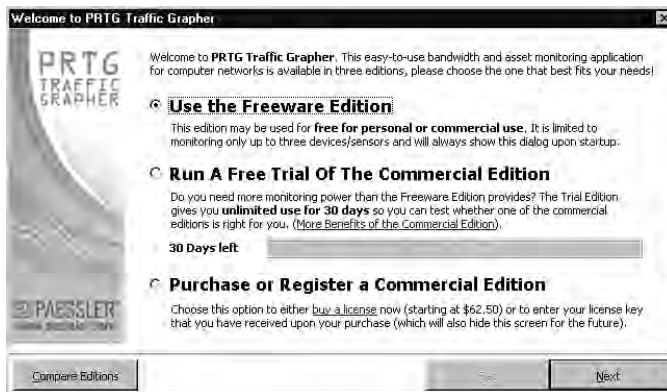 Welcome to PRTG Traffic Grapher
PRTG
TRAFFIC
GRAPHER
Welcome to PRTG Traffic Grapher. This easy-to-use bandwidth and asset monitoring application
for computer networks is available in three editions, please choose the one that best fits your needs!
Use the Freeware Edition
This edition may be used for free for personal or commercial use. It is limited to
monitoring only up to three devices/sensors and will always show this dialog upon startup.
Run A Free Trial Of The Commercial Edition
Do you need more monitoring power than the Freeware Edition provides? The Trial Edition
gives you unlimited use for 30 days so you can test whether one of the commercial
editions is right for you. (More Benefits of the Commercial Edition).
30 Days left
Purchase or Register a Commercial Edition
Choose this option to either buy a license now (starting at $62.50) or to enter your license key
that you have received upon your purchase (which will also hide this screen for the future).
PAESSLER
Compare Editions
Next